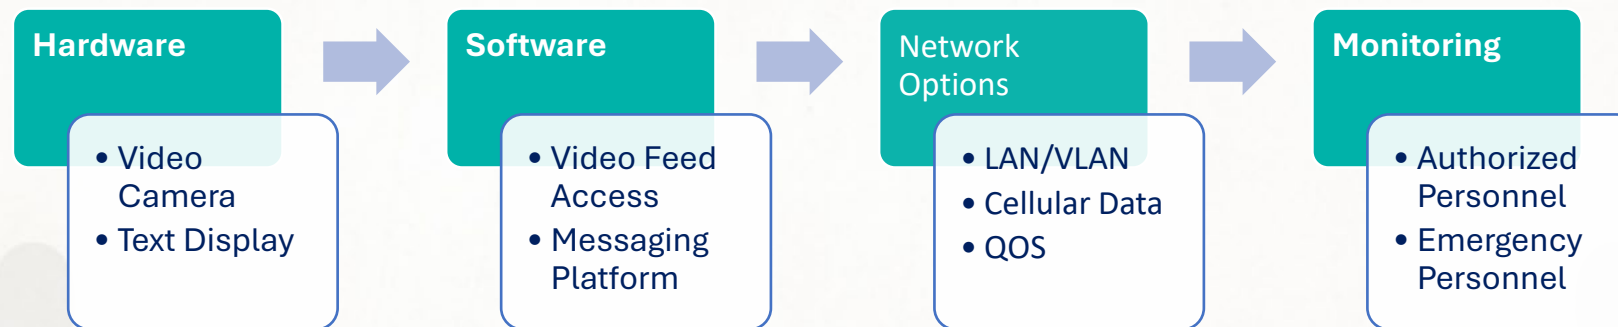 Hardware
• Video
Camera
• Text Display
Software
• Video Feed
Access
• Messaging
Platform
Network
Options
• LAN/VLAN
• Cellular Data
• QOS
Monitoring
• Authorized
Personnel
• Emergency
Personnel